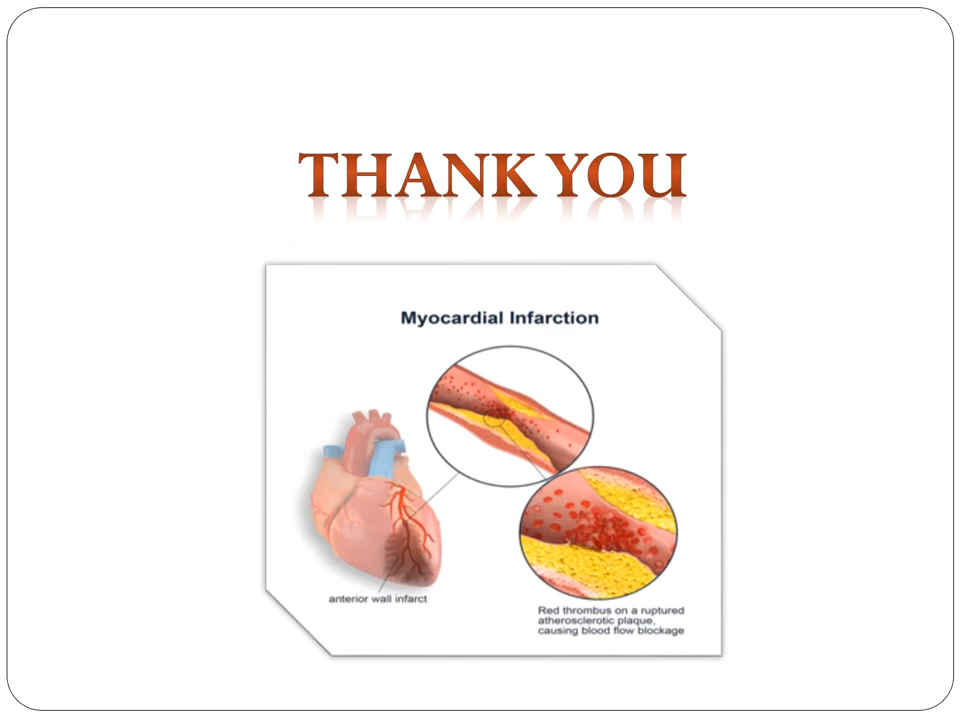 THANK YOU
Myocardial Infarction
anterior wall infarct
Red thrombus on a ruptured
atherosclerotic plaque,
causing blood flow blockage